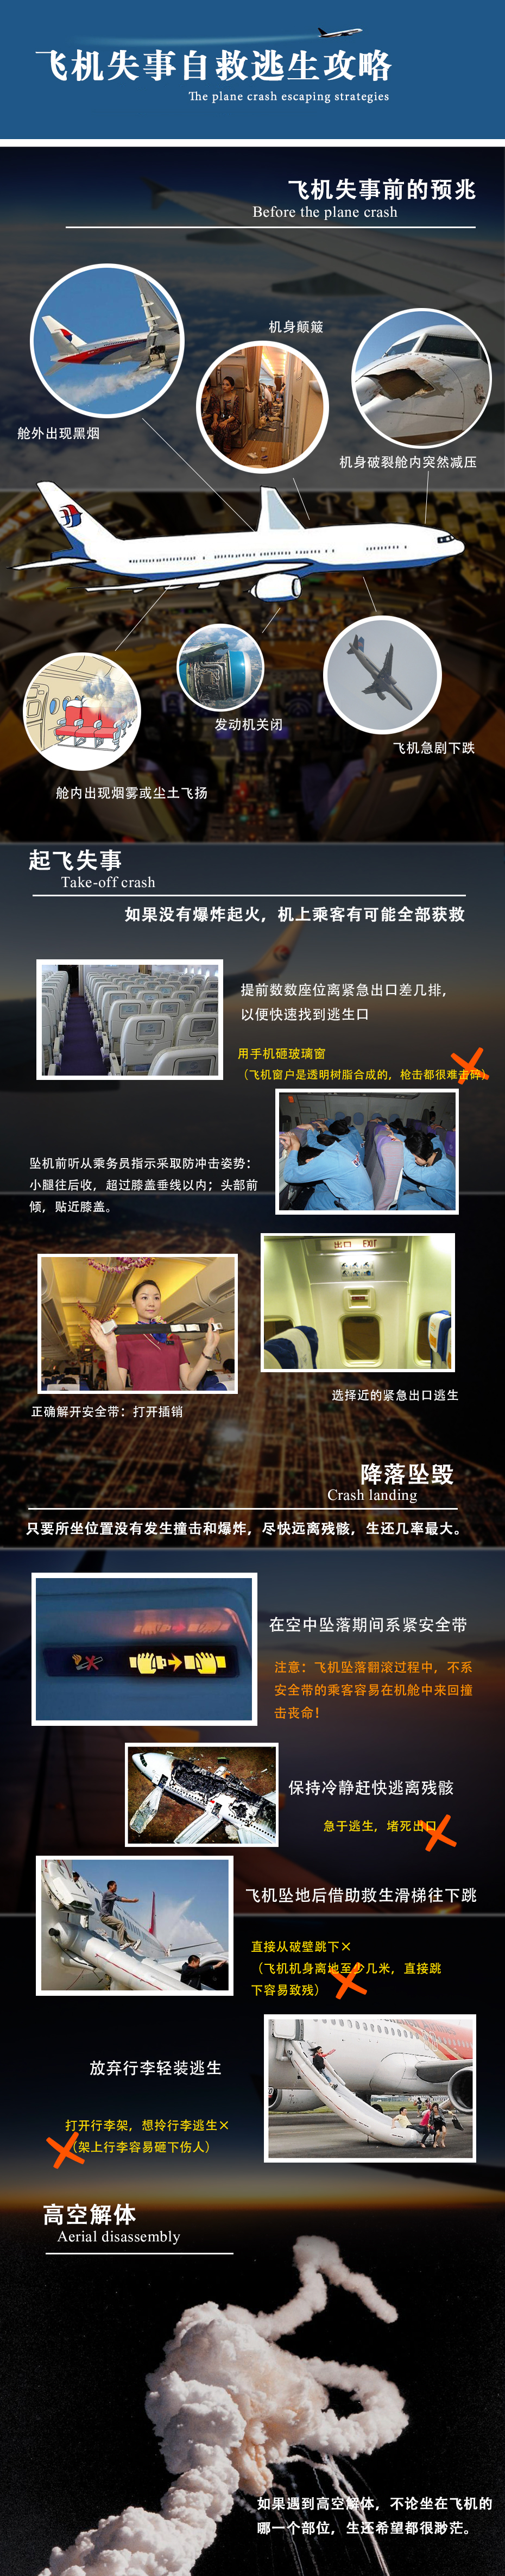 飞机失事自救逃生攻略
The plane crash escaping strategies
飞机失事前的预兆
Before the plane crash
机身颠簸
舱外出现黑烟
机身破裂舱内突然减压
发动机关闭
飞机急剧下跌
舱内出现烟雾或尘土飞扬
起飞失事
Take-off crash
如果没有爆炸起火，机上乘客有可能全部获救
提前数数座位离紧急出口差几排，
以便快速找到逃生口
用手机砸玻璃窗
（飞机窗户是透明树脂合成的，枪击都很难击碎）
坠机前听从乘务员指示采取防冲击姿势：
小腿往后收，超过膝盖垂线以内；头部前
倾，贴近膝盖。
出口 EXIT
选择近的紧急出口逃生
正确解开安全带：打开插销
降落坠毁
Crash landing
只要所坐位置没有发生撞击和爆炸，尽快远离残骸，生还几率最大。
在空中坠落期间系紧安全带
注意：飞机坠落翻滚过程中，不系
安全带的乘客容易在机舱中来回撞
击丧命！
保持冷静赶快逃离残骸
急于逃生，堵死出口
飞机坠地后借助救生滑梯往下跳
直接从破壁跳下×
（飞机机身离地至少几米，直接跳
下容易致残）
放弃行李轻装逃生
打开行李架，想拎行李逃生×
（架上行李容易砸下伤人）
高空解体
Aerial disassembly
如果遇到高空解体，不论坐在飞机的
哪一个部位，生还希望都很渺茫。